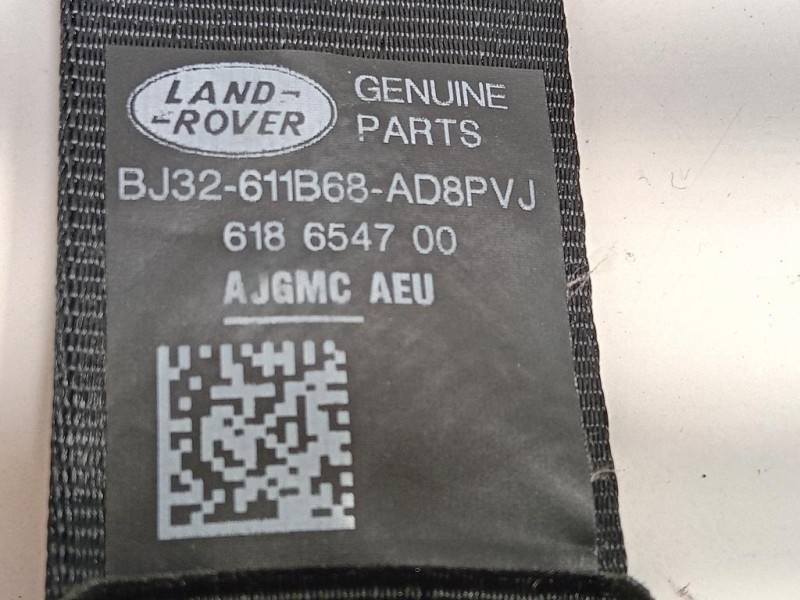 LAND-
-ROVER
GENUINE
PARTS
BJ32-611B68-AD8PVJ
618 6547 00
AJGMC AEU